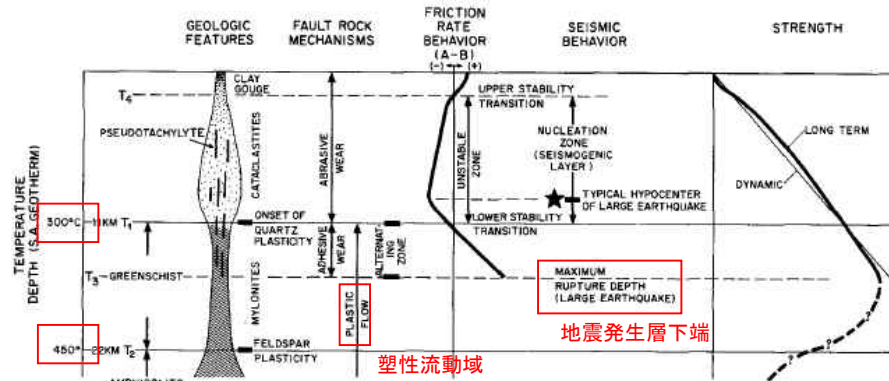 GEOLOGIC
FEATURES
FAULT ROCK
MECHANISMS
FRICTION
RATE
BEHAVIOR
(A-B)
(-) (+)
SEISMIC
BEHAVIOR
STRENGTH
TEMPERATURE
DEPTH (S.A. GEOTHERM)
CLAY
GOUGE
T4
UPPER STABILITY
TRANSITION
PSEUDOTACHYLYTE
CATACLASTITES
ABRASIVE
WEAR
UNSTABLE
ZONE
NUCLEATION
ZONE
(SEISMOGENIC
LAYER)
LONG TERM
DYNAMIC
TYPICAL HYPOCENTER
OF LARGE EARTHQUAKE
300°C
11KM T1
ONSET OF
QUARTZ PLASTICITY
LOWER STABILITY
TRANSITION
ADHESIVE
WEAR
ALTERNAT-
ING ZONE
T3 GREENSCHIST
MYLONITES
PLASTIC
FLOW
MAXIMUM
RUPTURE DEPTH
(LARGE EARTHQUAKE)
地震発生層下端
450°
22KM T2
FELDSPAR
PLASTICITY
塑性流動域
? ? ?